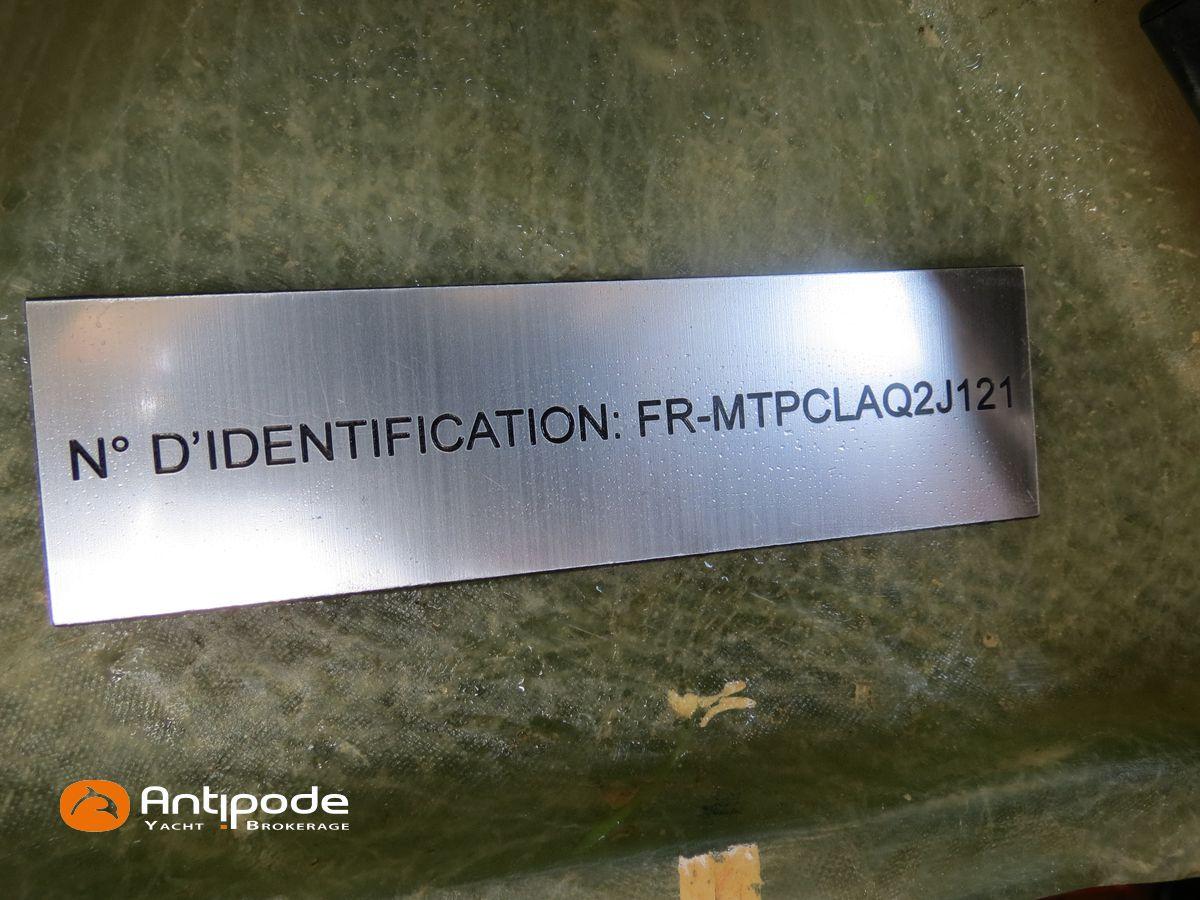 N° D'IDENTIFICATION: FR-MTPCLAQ2J121
Antipode
YACHT BROKERAGE